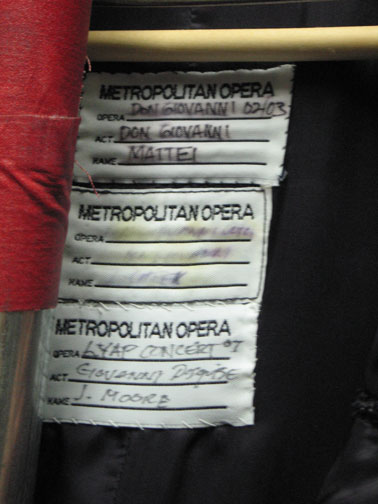 METROPOLITAN OPERA
OPERA DON GIOVANNI 02-03
ACT DON GIOVANNI
NAME MATTEI
METROPOLITAN OPERA
OPERA
ACT
NAME
METROPOLITAN OPERA
OPERA LYAP CONCERT 07
ACT GIOVANNI DISGUISE
NAME J. MOORE